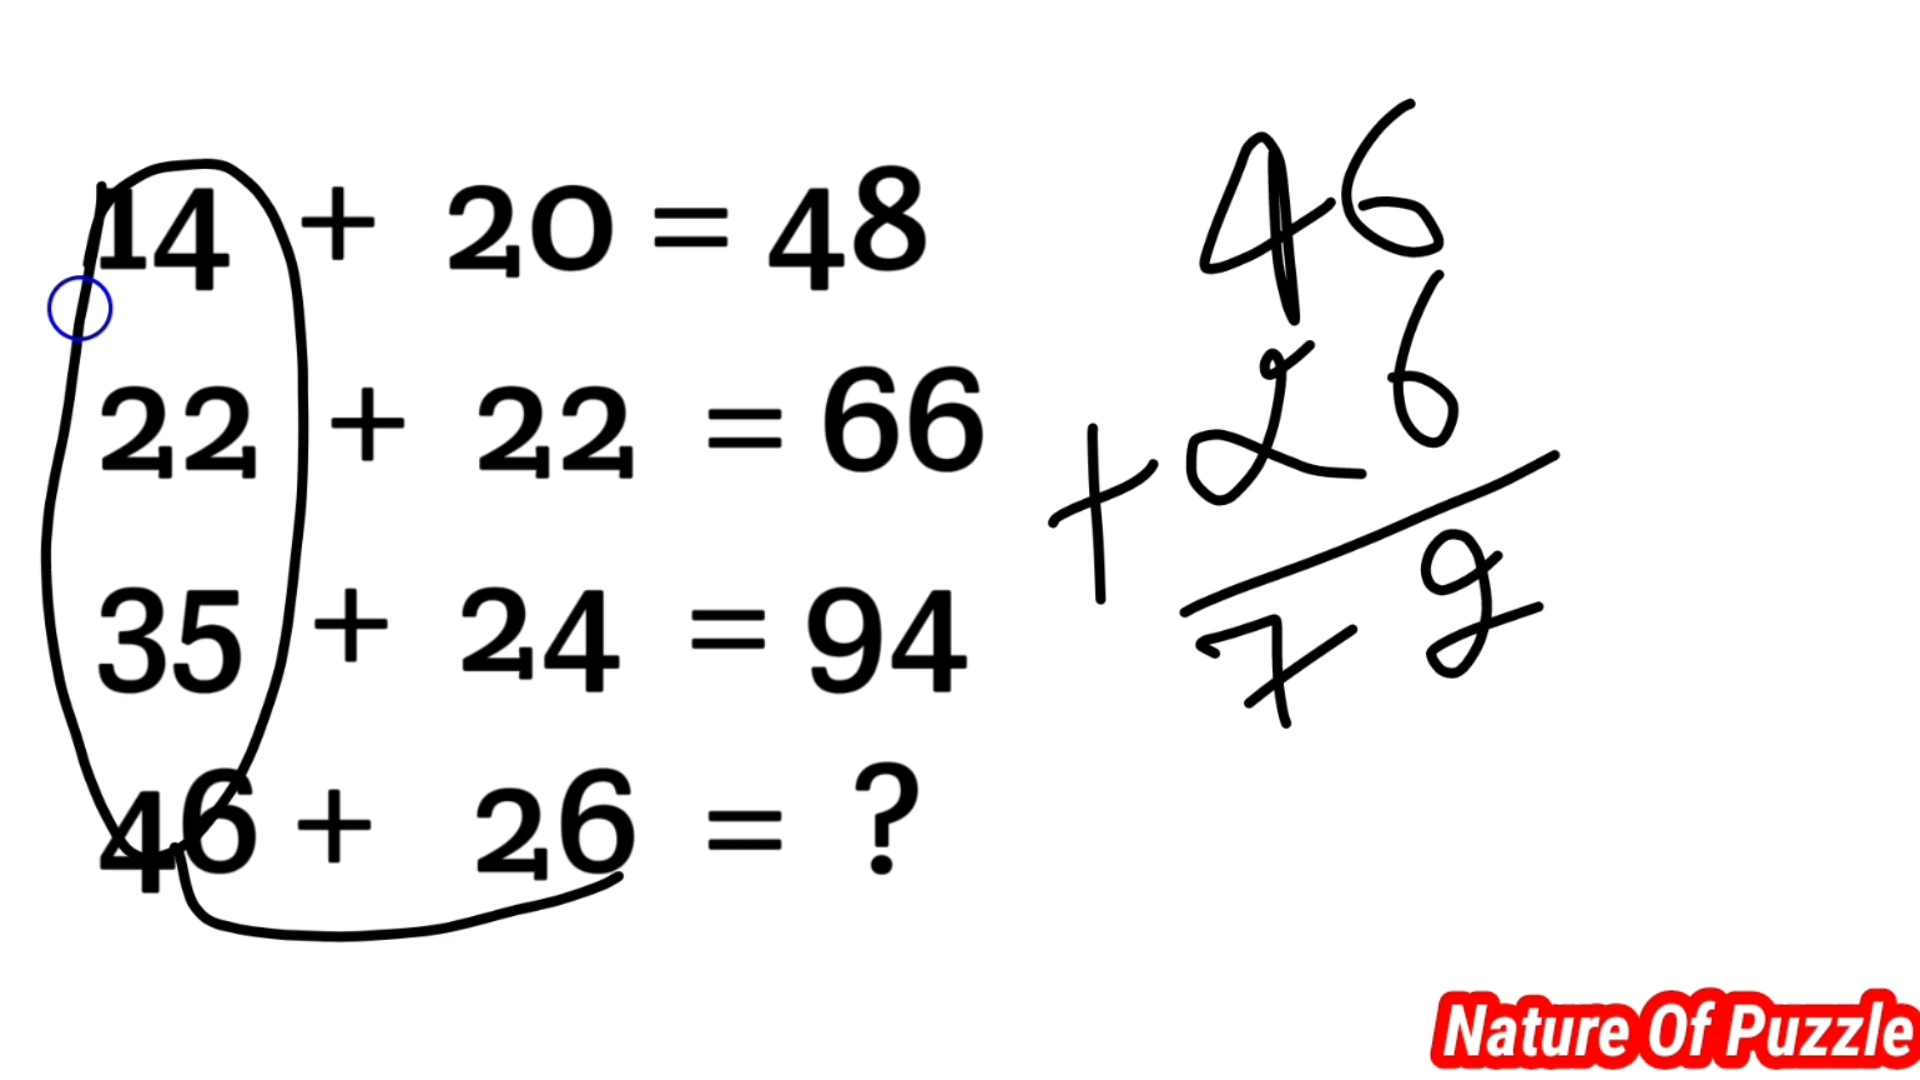 14 + 20 = 48
22 + 22 = 66
35 + 24 = 94
46 + 26 = ?
46
+ 26
72
Nature Of Puzzle